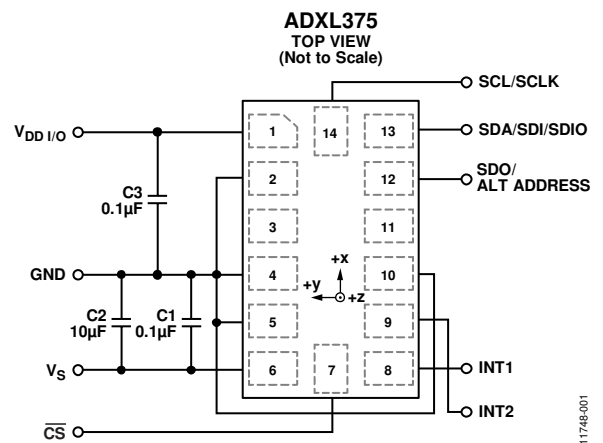 ADXL375
TOP VIEW
(Not to Scale)
SCL/SCLK
VDD I/O
1
14
13
SDA/SDI/SDIO
2
12
SDO/
ALT ADDRESS
C3
0.1µF
3
11
GND
4
+x
+y
+z
10
C2
10µF
C1
0.1µF
5
9
VS
6
7
8
INT1
INT2
CS
11748-001